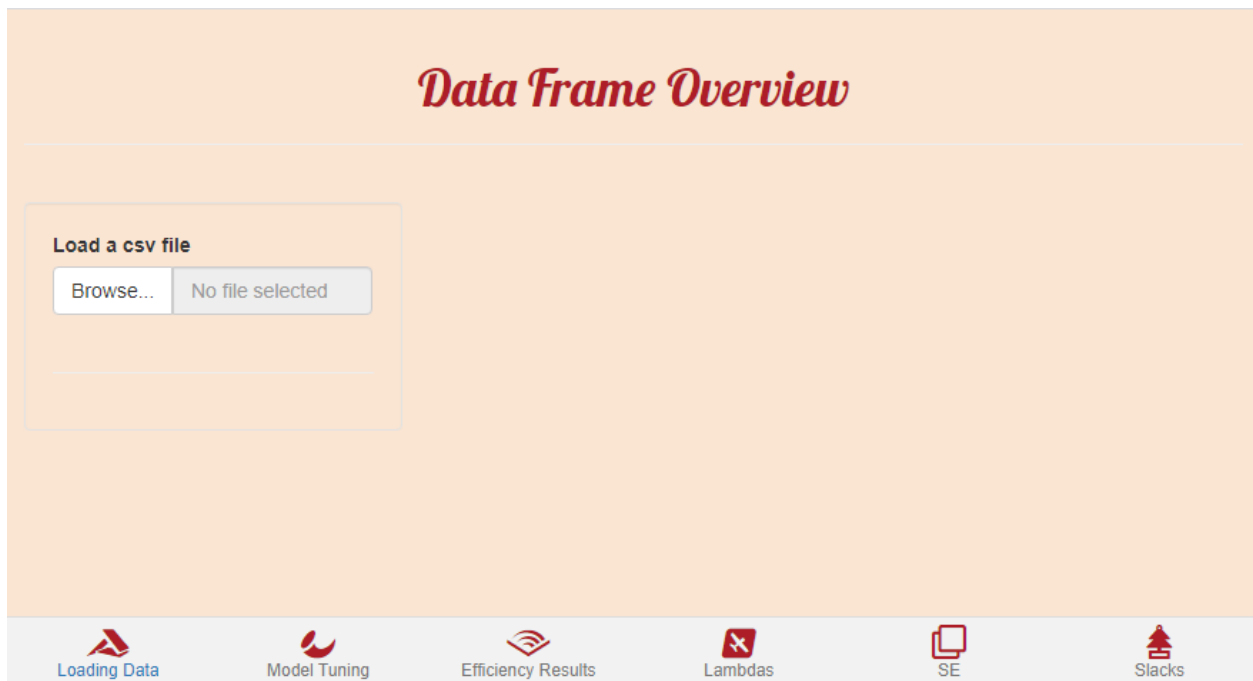 Data Frame Overview
Load a csv file
Browse... No file selected
Loading Data Model Tuning Efficiency Results Lambdas SE Slacks